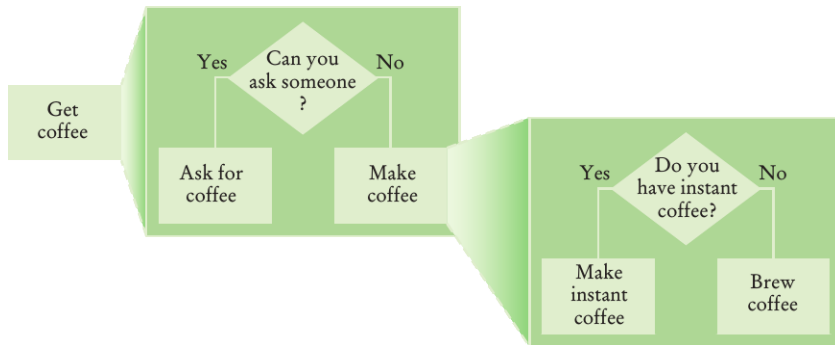 Get
coffee
Yes
Can you
ask someone
?
No
Ask for
coffee
Make
coffee
Yes
Do you
have instant
coffee?
No
Make
instant
coffee
Brew
coffee